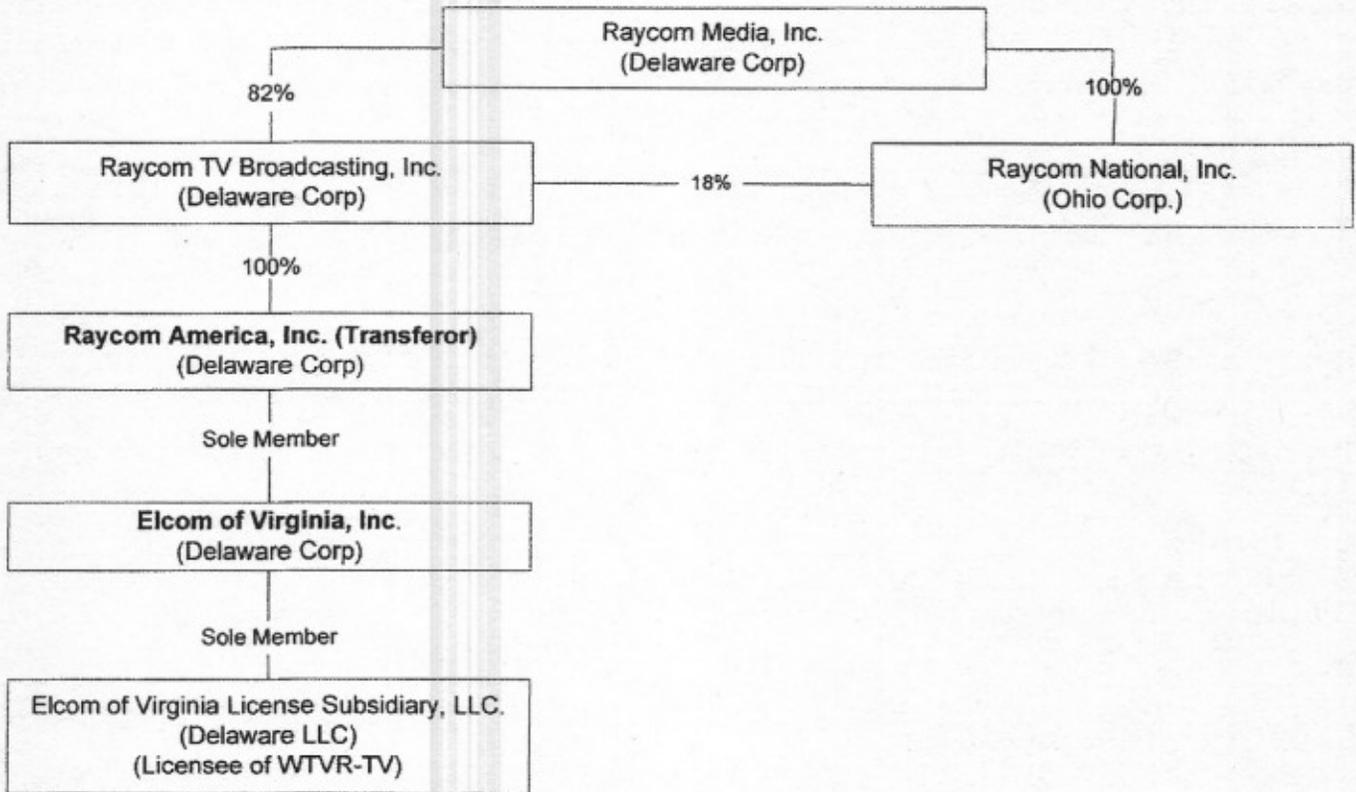 Raycom Media, Inc.
(Delaware Corp)
82%
100%
Raycom TV Broadcasting, Inc.
(Delaware Corp)
18%
Raycom National, Inc.
(Ohio Corp.)
100%
Raycom America, Inc. (Transferor)
(Delaware Corp)
Sole Member
Elcom of Virginia, Inc.
(Delaware Corp)
Sole Member
Elcom of Virginia License Subsidiary, LLC.
(Delaware LLC)
(Licensee of WTVR-TV)